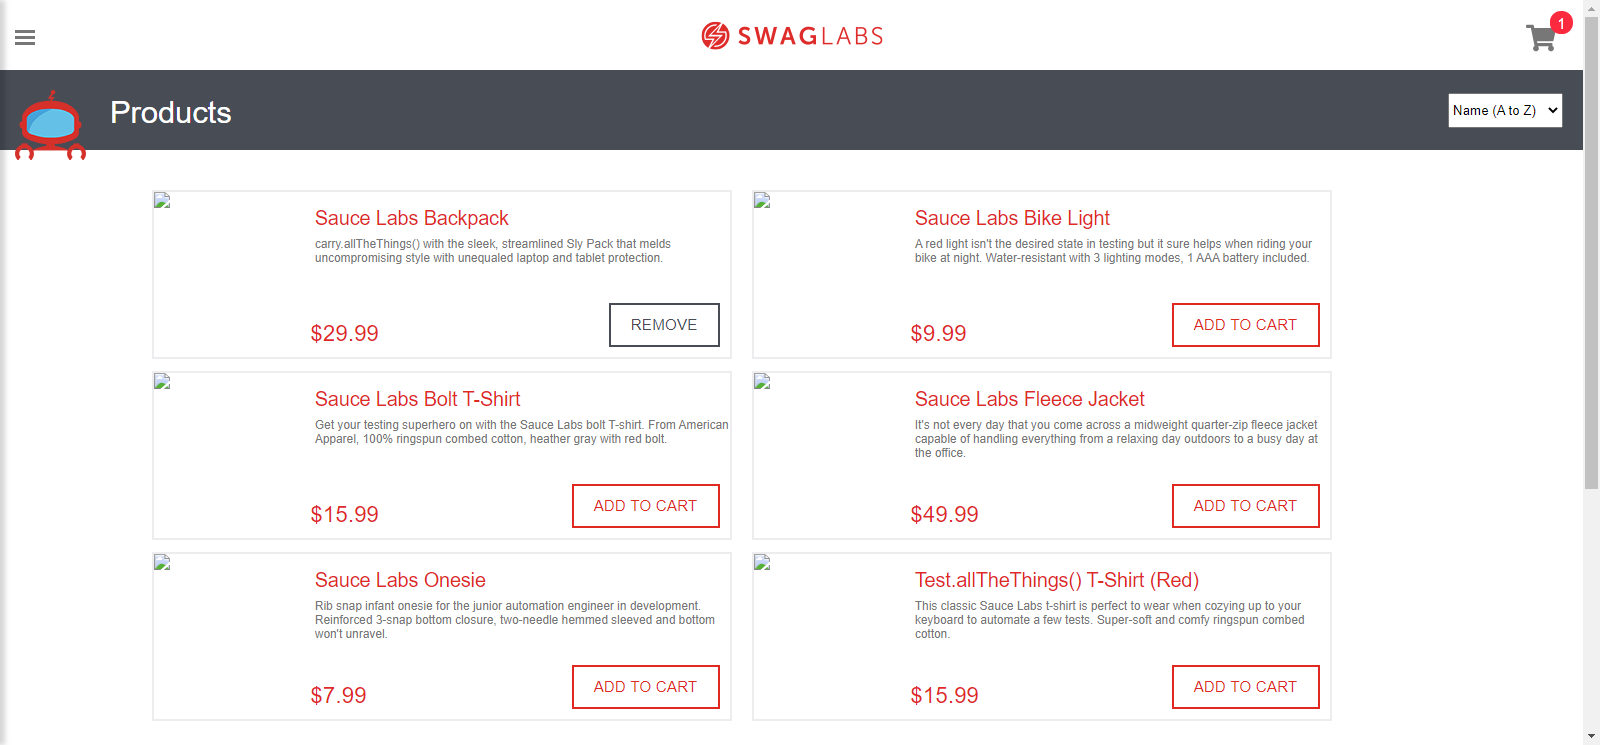 SWAGLABS
1
Products
Name (A to Z)
Sauce Labs Backpack
carry.allTheThings() with the sleek, streamlined Sly Pack that melds
uncompromising style with unequaled laptop and tablet protection.
$29.99
REMOVE
Sauce Labs Bike Light
A red light isn't the desired state in testing but it sure helps when riding your
bike at night. Water-resistant with 3 lighting modes, 1 AAA battery included.
$9.99
ADD TO CART
Sauce Labs Bolt T-Shirt
Get your testing superhero on with the Sauce Labs bolt T-shirt. From American
Apparel, 100% ringspun combed cotton, heather gray with red bolt.
$15.99
ADD TO CART
Sauce Labs Fleece Jacket
It's not every day that you come across a midweight quarter-zip fleece jacket
capable of handling everything from a relaxing day outdoors to a busy day at
the office.
$49.99
ADD TO CART
Sauce Labs Onesie
Rib snap infant onesie for the junior automation engineer in development.
Reinforced 3-snap bottom closure, two-needle hemmed sleeved and bottom
won't unravel.
$7.99
ADD TO CART
Test.allTheThings() T-Shirt (Red)
This classic Sauce Labs t-shirt is perfect to wear when cozying up to your
keyboard to automate a few tests. Super-soft and comfy ringspun combed
cotton.
$15.99
ADD TO CART